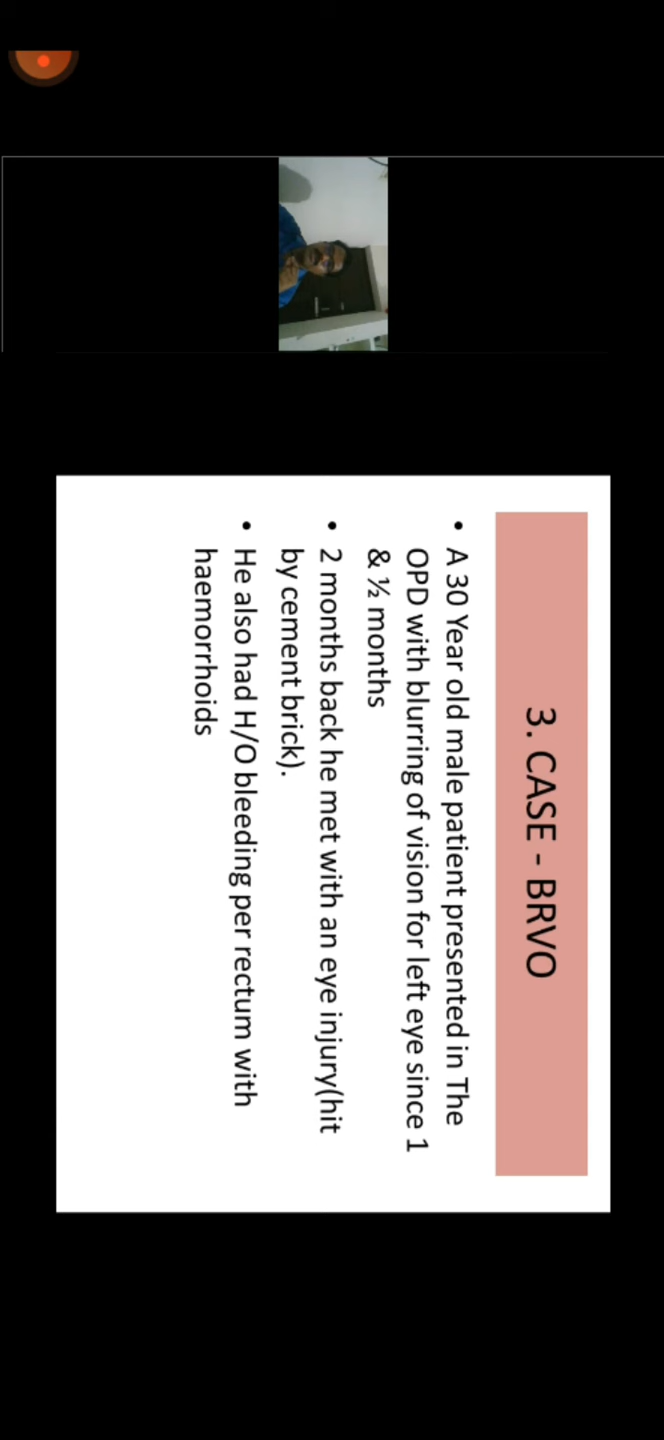 3. CASE - BRVO
• A 30 Year old male patient presented in The
OPD with blurring of vision for left eye since 1
& ½ months
• 2 months back he met with an eye injury(hit
by cement brick).
• He also had H/O bleeding per rectum with
haemorrhoids